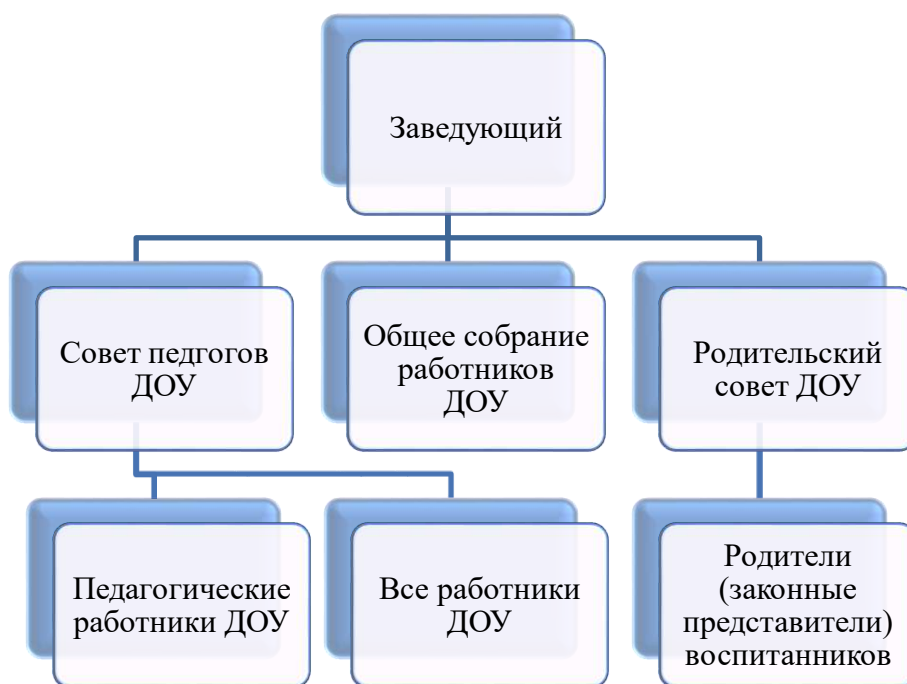 Заведующий
Совет педгогов
ДОУ
Общее собрание
работников
ДОУ
Родительский
совет ДОУ
Педагогические
работники ДОУ
Все работники
ДОУ
Родители
(законные
представители)
воспитанников